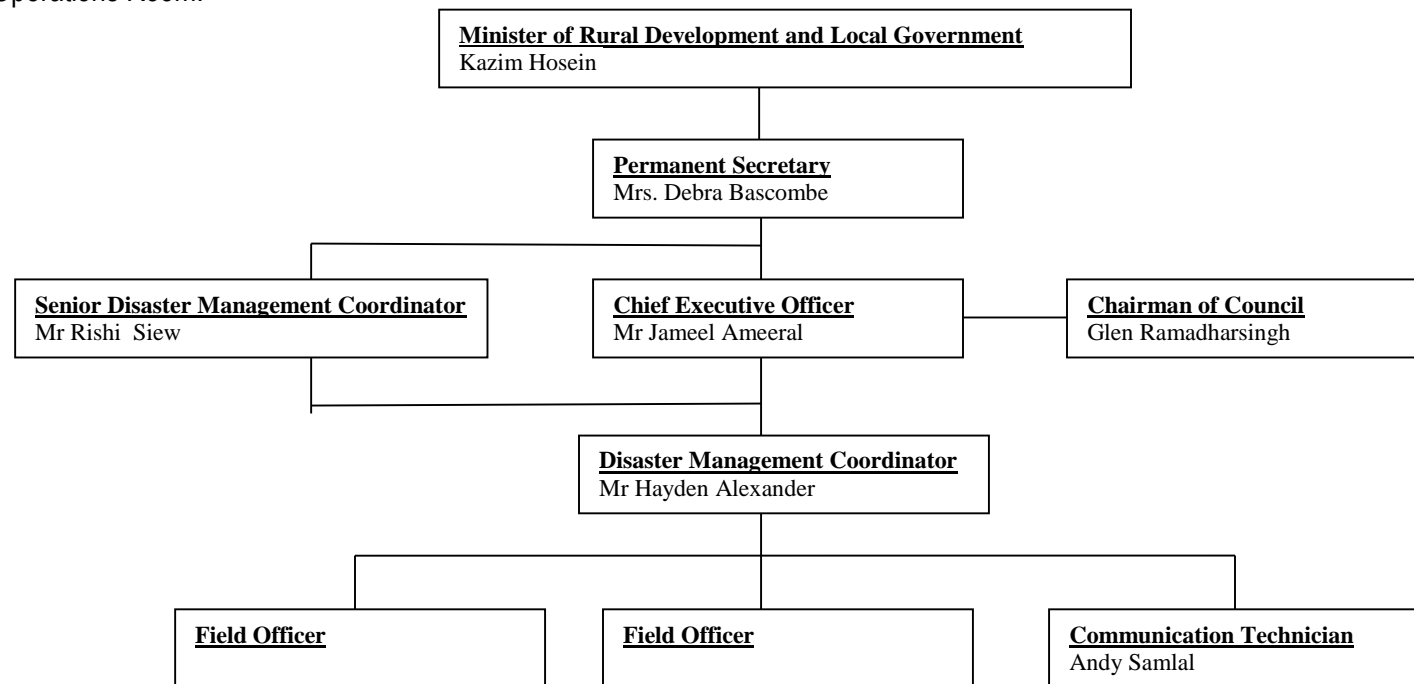 Operations Room.
Minister of Rural Development and Local Government
Kazim Hosein
Permanent Secretary
Mrs. Debra Bascombe
Senior Disaster Management Coordinator
Mr Rishi  Siew
Chief Executive Officer
Mr Jameel Ameeral
Chairman of Council
Glen Ramadharsingh
Disaster Management Coordinator
Mr Hayden Alexander
Field Officer
Field Officer
Communication Technician
Andy Samlal